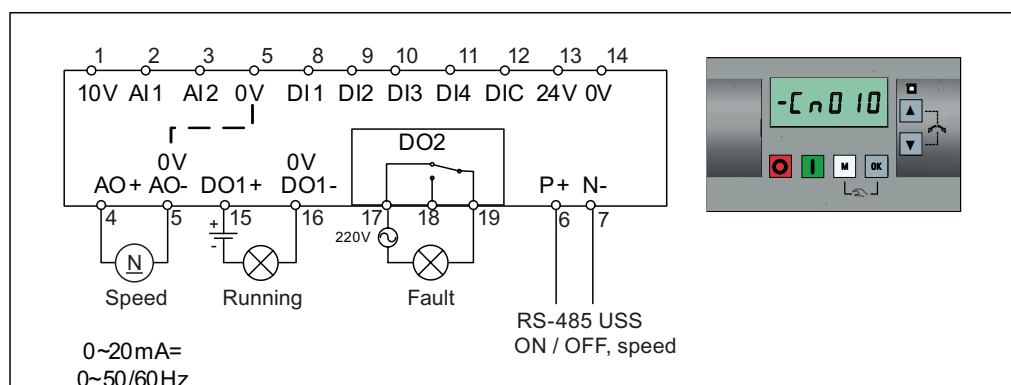 1 2 3 5 8 9 10 11 12 13 14
10V AI1 AI2 0V DI1 DI2 DI3 DI4 DIC 24V 0V
-Cn010
DO2
0V 0V
AO+ AO- DO1+ DO1- P+ N-
M OK
4 5 15 16 17 18 19 6 7
+
-
220V
N
Speed Running Fault
RS-485 USS
ON / OFF, speed
0~20mA=
0~50/60Hz